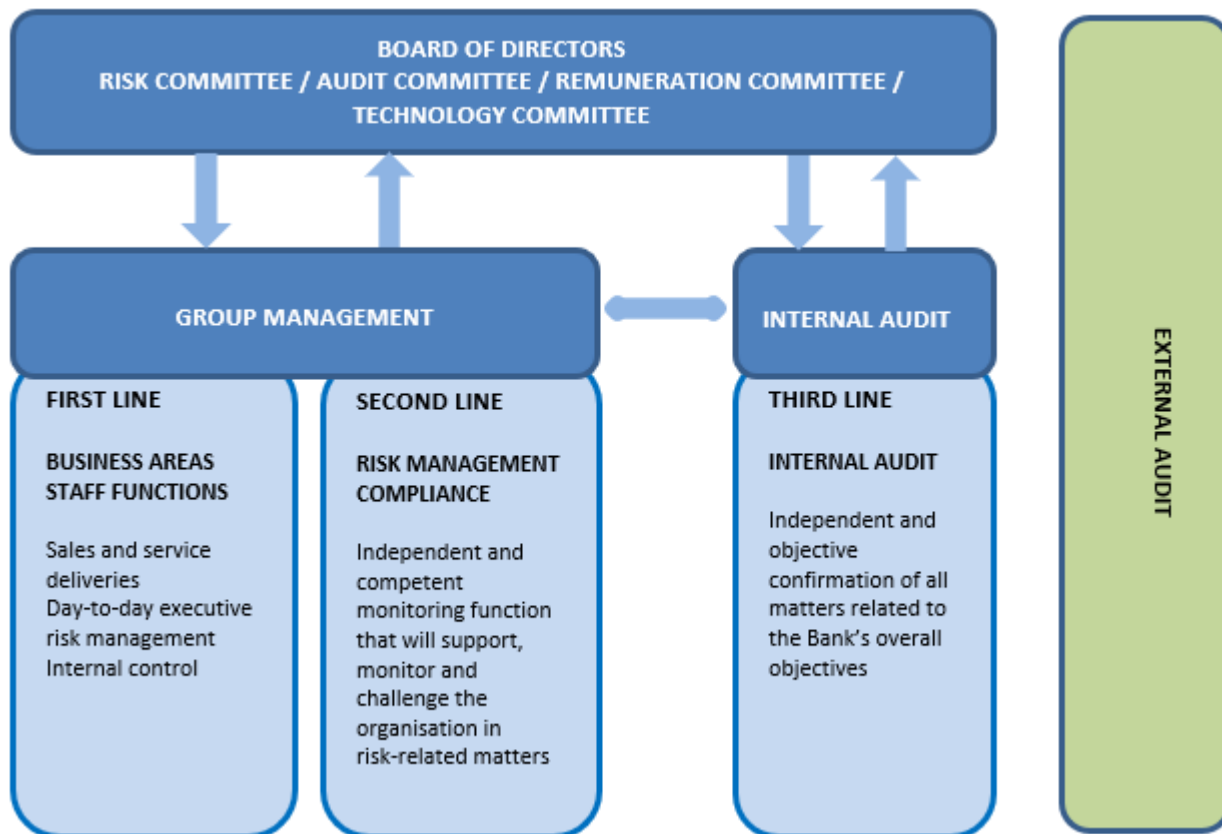 BOARD OF DIRECTORS
RISK COMMITTEE / AUDIT COMMITTEE / REMUNERATION COMMITTEE /
TECHNOLOGY COMMITTEE
GROUP MANAGEMENT
INTERNAL AUDIT
FIRST LINE
BUSINESS AREAS
STAFF FUNCTIONS
Sales and service
deliveries
Day-to-day executive
risk management
Internal control
SECOND LINE
RISK MANAGEMENT
COMPLIANCE
Independent and
competent
monitoring function
that will support,
monitor and
challenge the
organisation in
risk-related matters
THIRD LINE
INTERNAL AUDIT
Independent and
objective
confirmation of all
matters related to
the Bank's overall
objectives
EXTERNAL AUDIT